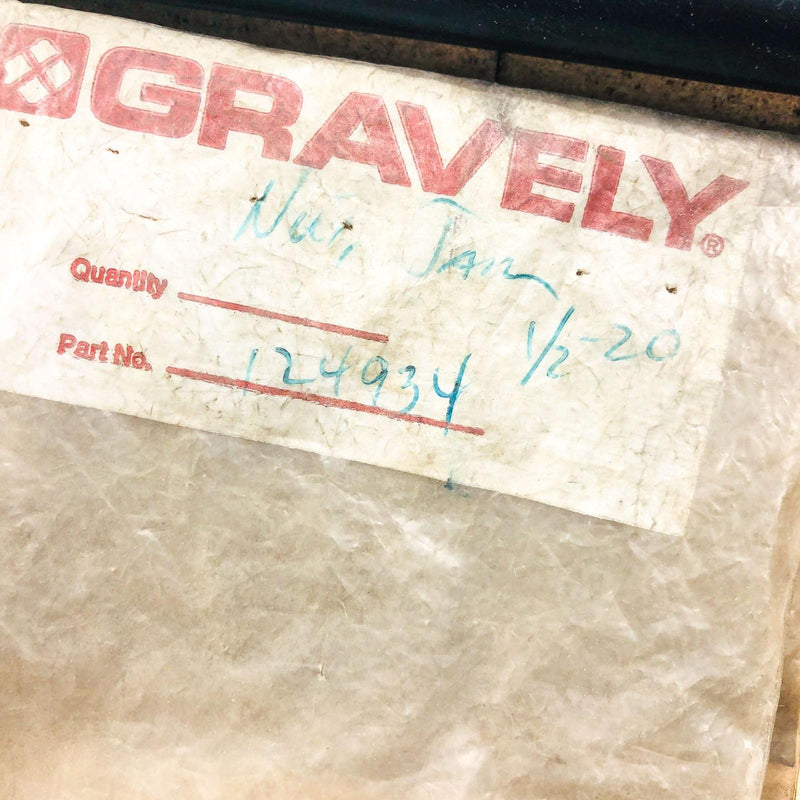 GRAVELY®
Nut, Jam
Quantity
1/2-20
Part No. 124934